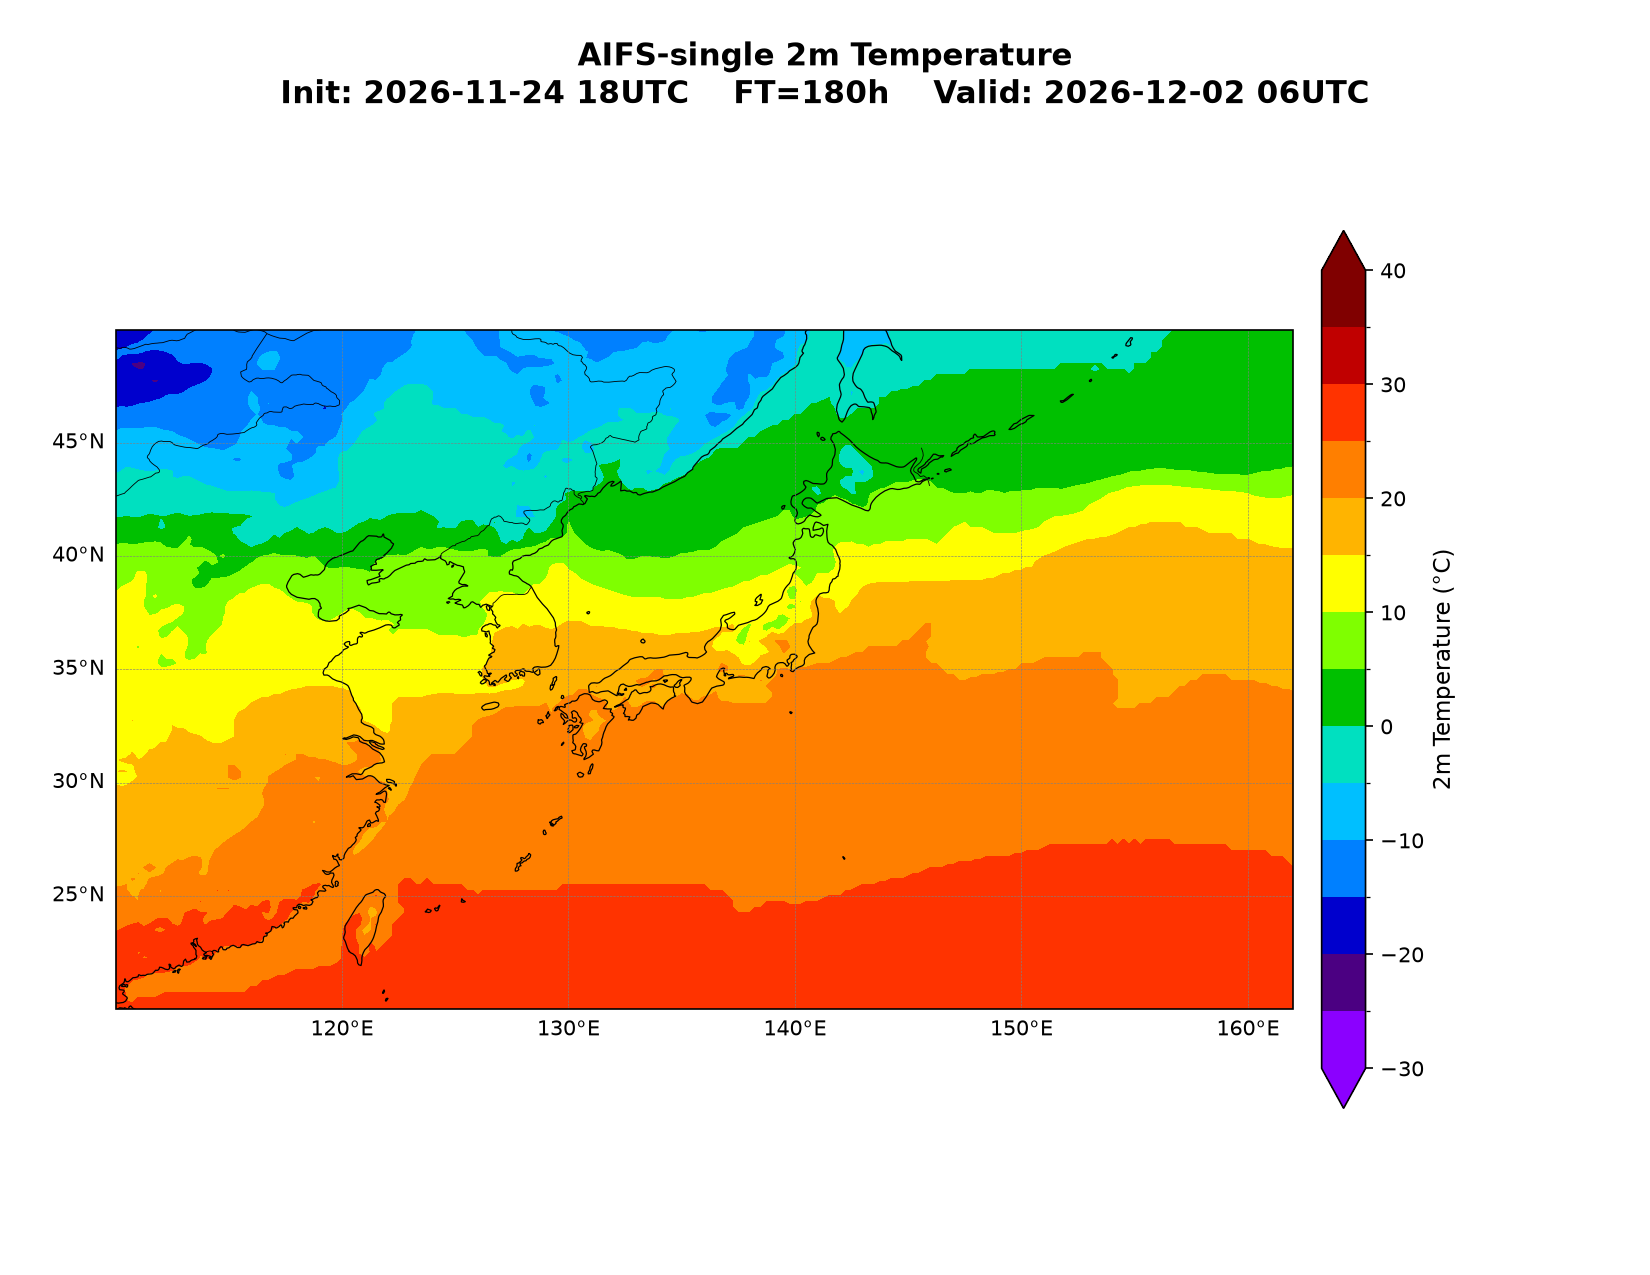 AIFS-single 2m Temperature
Init: 2026-11-24 18UTC    FT=180h    Valid: 2026-12-02 06UTC
45°N
40°N
35°N
30°N
25°N
120°E
130°E
140°E
150°E
160°E
40
30
20
10
0
−10
−20
−30
2m Temperature (°C)